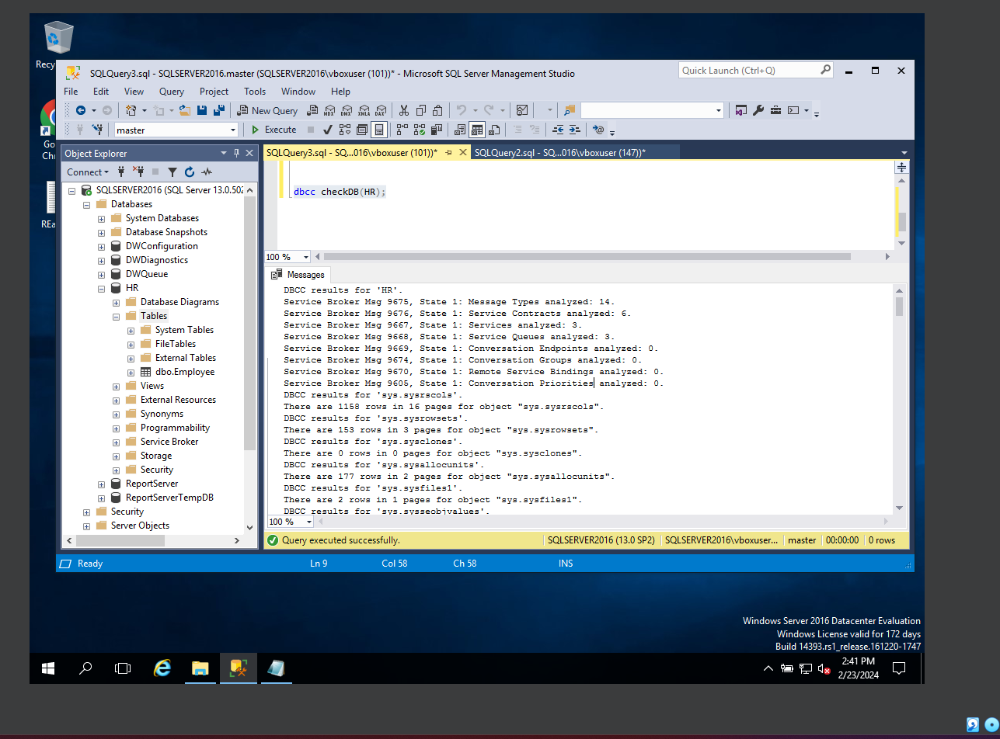 Recy
Go
Chr
REa
SQLQuery3.sql - SQLSERVER2016.master (SQLSERVER2016\vboxuser (101))* - Microsoft SQL Server Management Studio
Quick Launch (Ctrl+Q)
File Edit View Query Project Tools Window Help
New Query
MDX DMX XMLA DAX
master
Execute
Object Explorer
Connect
SQLSERVER2016 (SQL Server 13.0.502
Databases
System Databases
Database Snapshots
DWConfiguration
DWDiagnostics
DWQueue
HR
Database Diagrams
Tables
System Tables
FileTables
External Tables
dbo.Employee
Views
External Resources
Synonyms
Programmability
Service Broker
Storage
Security
ReportServer
ReportServerTempDB
Security
Server Objects
SQLQuery3.sql - SQ...016\vboxuser (101))*
SQLQuery2.sql - SQ...016\vboxuser (147))*
dbcc checkDB(HR);
100 %
Messages
DBCC results for 'HR'.
Service Broker Msg 9675, State 1: Message Types analyzed: 14.
Service Broker Msg 9676, State 1: Service Contracts analyzed: 6.
Service Broker Msg 9667, State 1: Services analyzed: 3.
Service Broker Msg 9668, State 1: Service Queues analyzed: 3.
Service Broker Msg 9669, State 1: Conversation Endpoints analyzed: 0.
Service Broker Msg 9674, State 1: Conversation Groups analyzed: 0.
Service Broker Msg 9670, State 1: Remote Service Bindings analyzed: 0.
Service Broker Msg 9605, State 1: Conversation Priorities analyzed: 0.
DBCC results for 'sys.sysrscols'.
There are 1158 rows in 16 pages for object "sys.sysrscols".
DBCC results for 'sys.sysrowsets'.
There are 153 rows in 3 pages for object "sys.sysrowsets".
DBCC results for 'sys.sysclones'.
There are 0 rows in 0 pages for object "sys.sysclones".
DBCC results for 'sys.sysallocunits'.
There are 177 rows in 2 pages for object "sys.sysallocunits".
DBCC results for 'sys.sysfiles1'.
There are 2 rows in 1 pages for object "sys.sysfiles1".
DBCC results for 'sys.sysseobjvalues'.
100 %
Query executed successfully.
SQLSERVER2016 (13.0 SP2) SQLSERVER2016\vboxuser... master 00:00:00 0 rows
Ready Ln 9 Col 58 Ch 58 INS
Windows Server 2016 Datacenter Evaluation
Windows License valid for 172 days
Build 14393.rs1_release.161220-1747
2:41 PM
2/23/2024